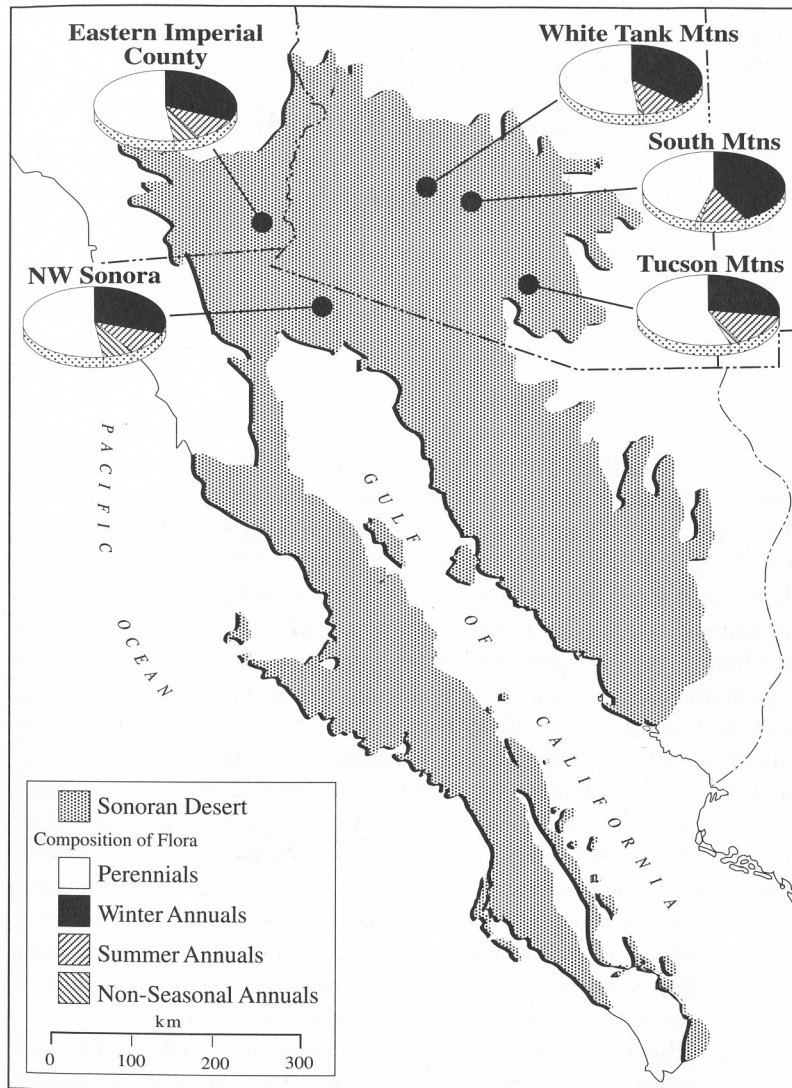 Eastern Imperial
County
White Tank Mtns
South Mtns
Tucson Mtns
NW Sonora
PACIFIC
OCEAN
GULF
OF
CALIFORNIA
Sonoran Desert
Composition of Flora
Perennials
Winter Annuals
Summer Annuals
Non-Seasonal Annuals
km
0 100 200 300